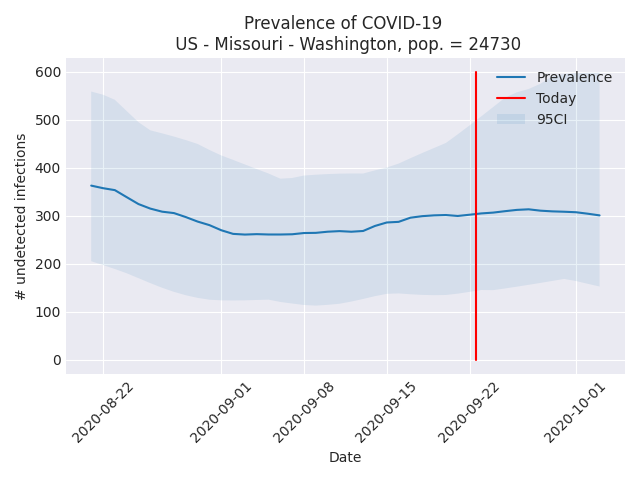 Prevalence of COVID-19
US - Missouri - Washington, pop. = 24730
Prevalence
Today
95CI
# undetected infections
600
500
400
300
200
100
0
2020-08-22
2020-09-01
2020-09-08
2020-09-15
2020-09-22
2020-10-01
Date